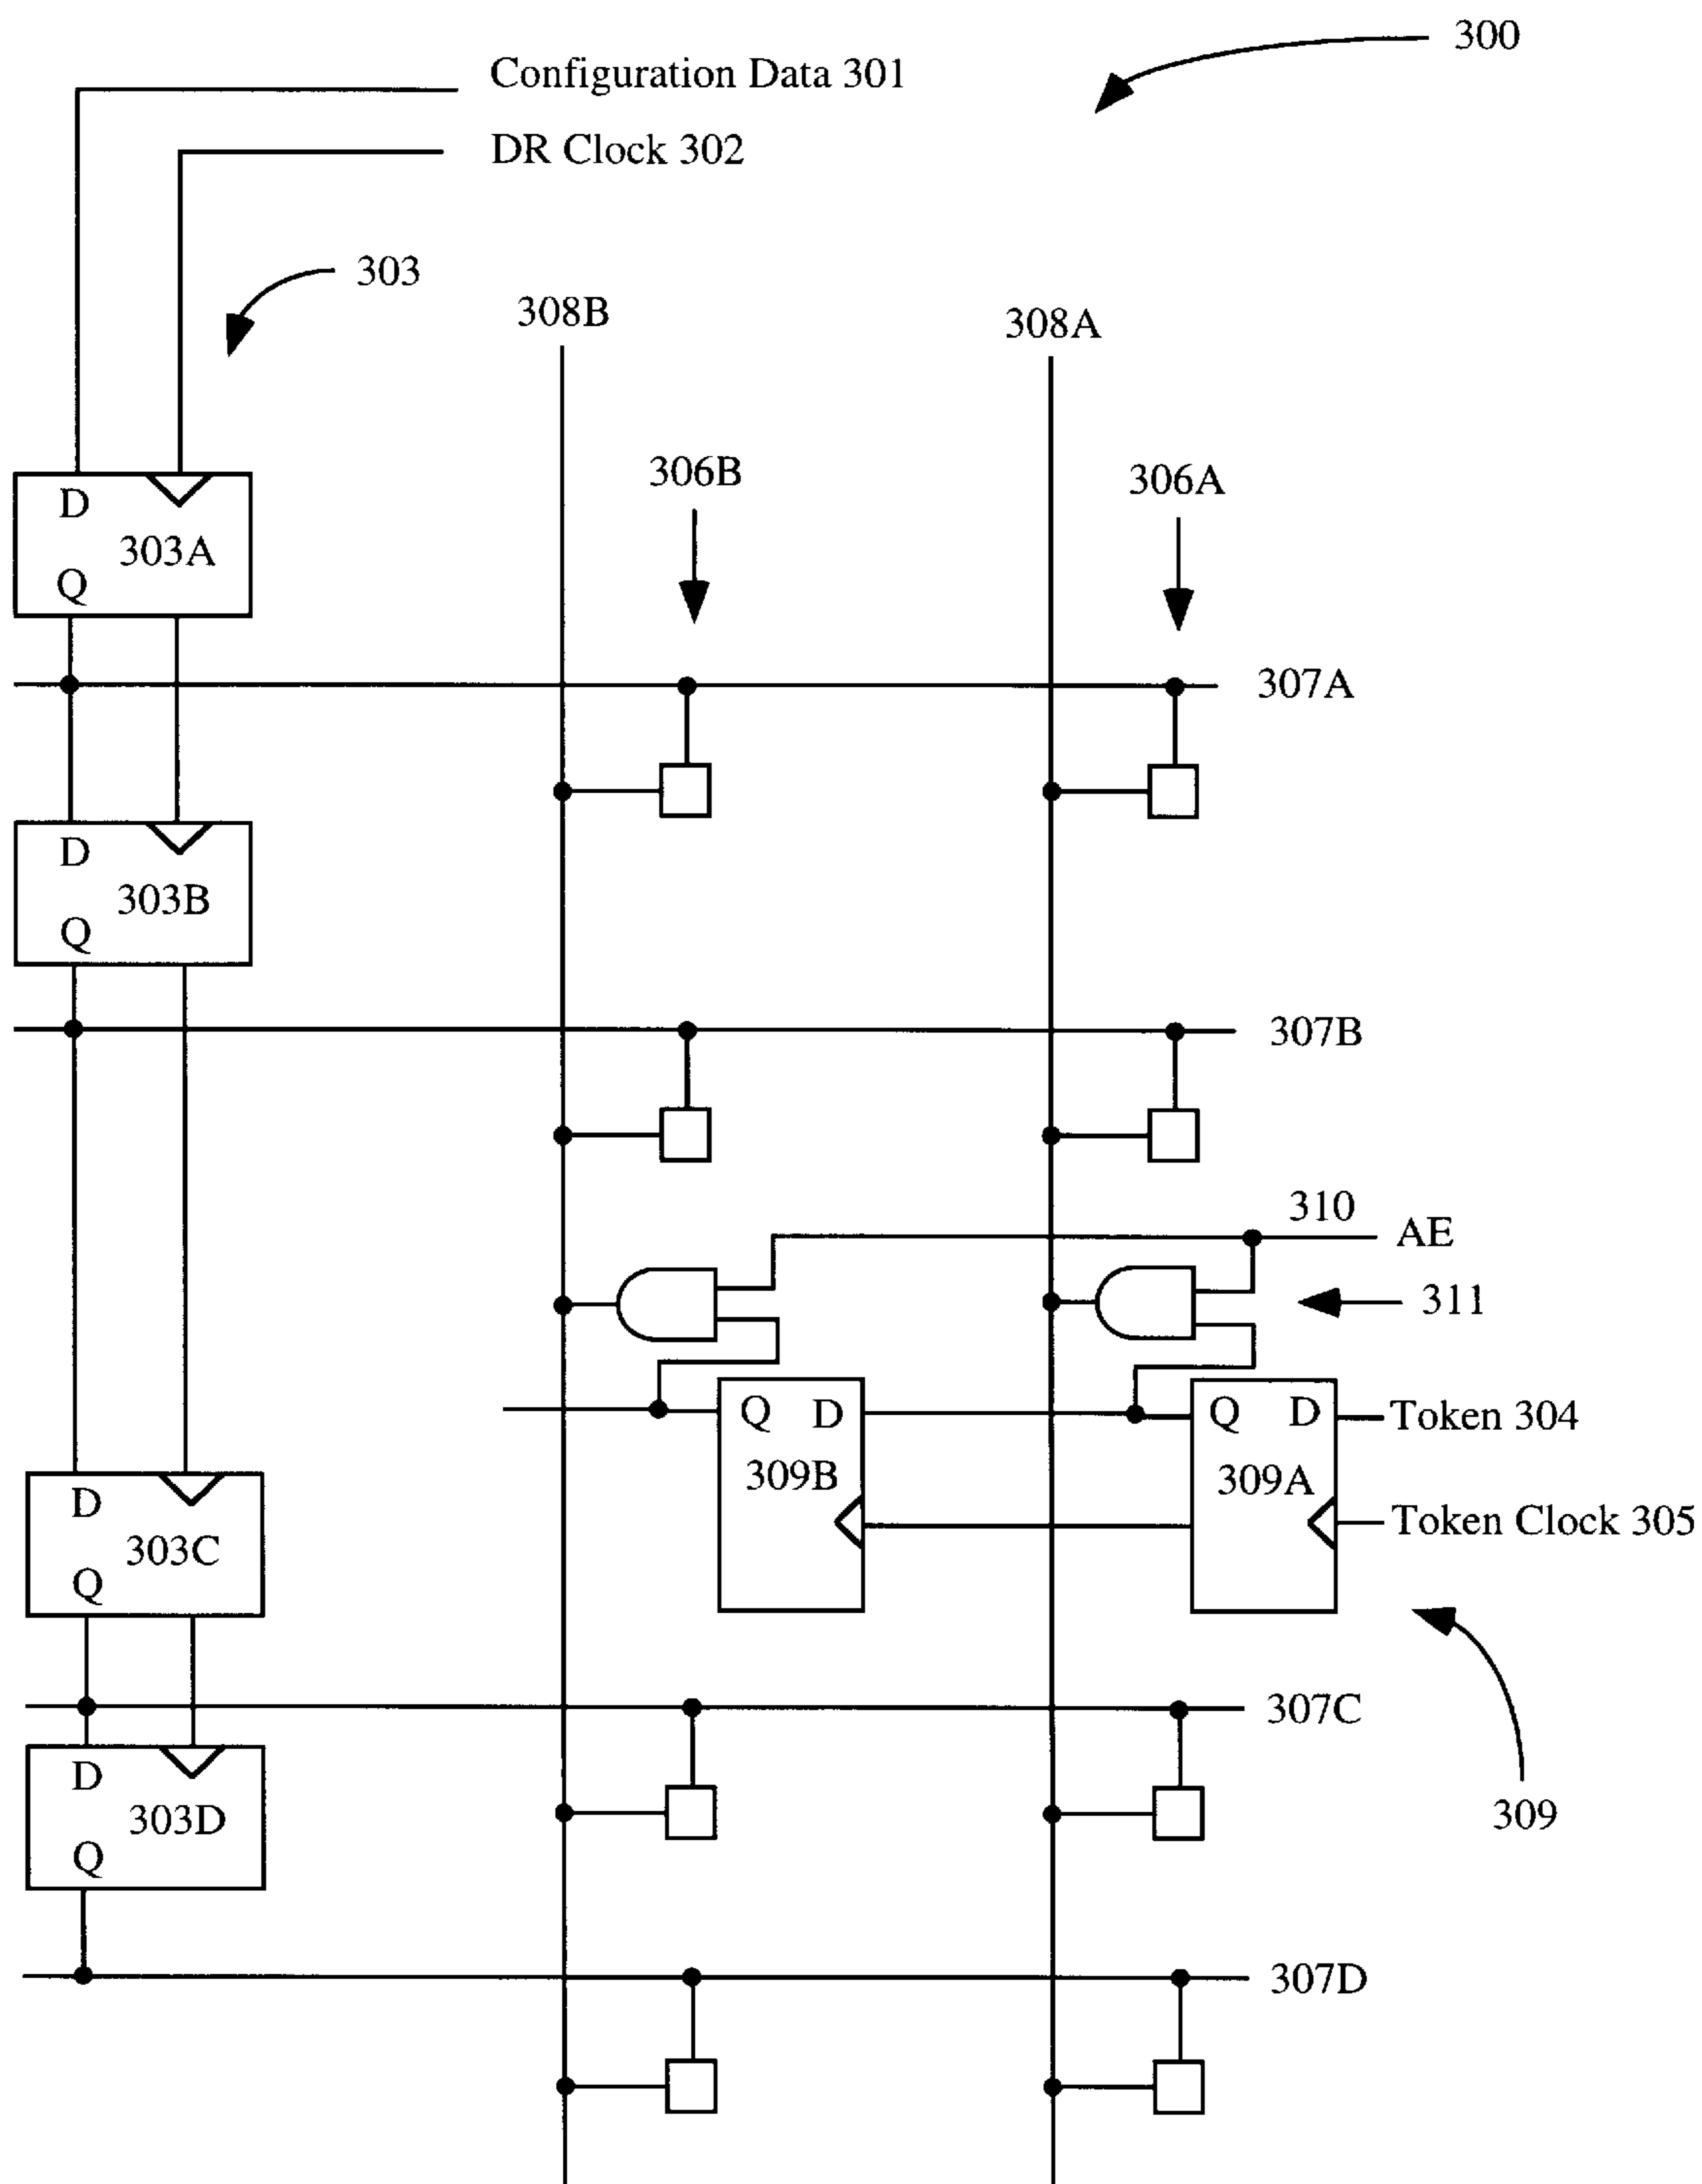 300
Configuration Data 301
DR Clock 302
303
308B
308A
306B
306A
D
303A
Q
307A
D
303B
Q
307B
310
AE
311
Q D
309B
Q D
309A
Token 304
Token Clock 305
D
303C
Q
307C
D
303D
Q
309
307D